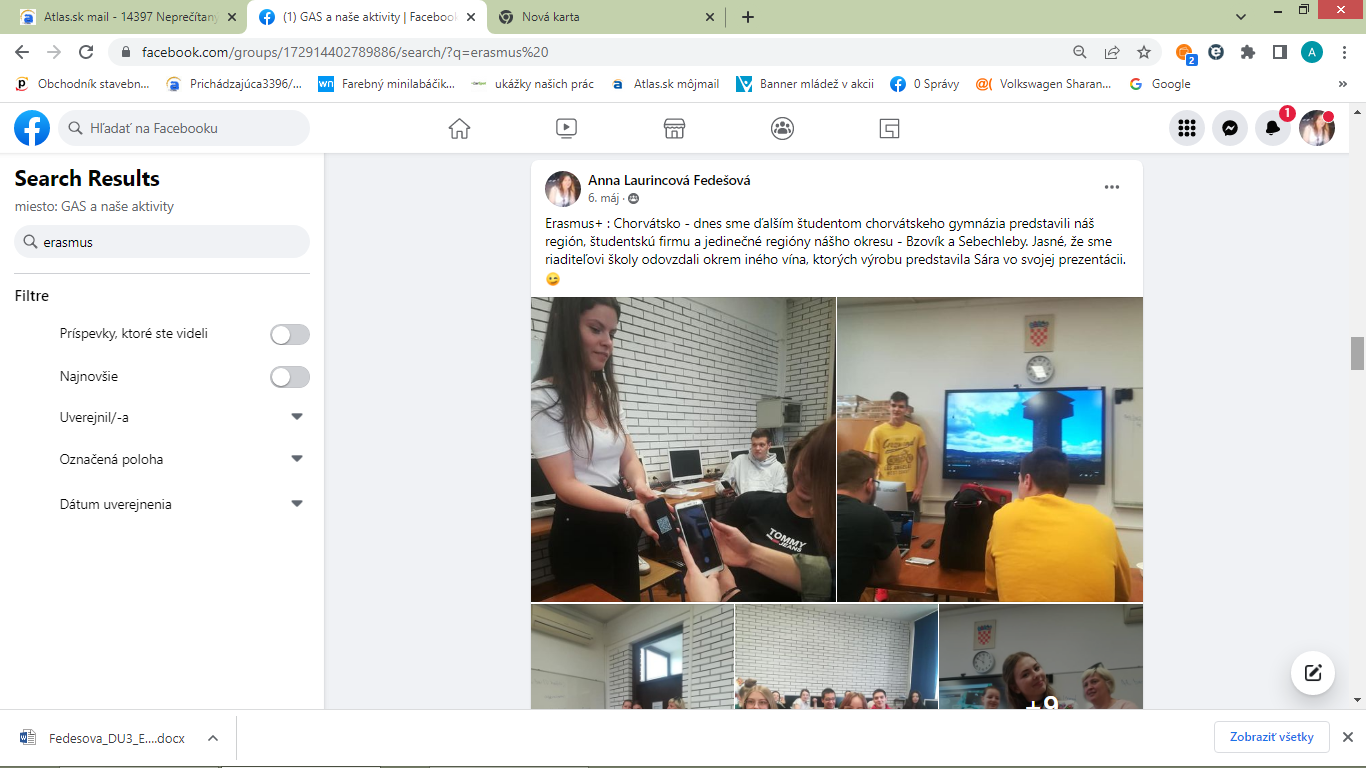 Atlas.sk mail - 14397 Neprečítaný
(1) GAS a naše aktivity | Facebook
Nová karta
facebook.com/groups/172914402789886/search/?q=erasmus%20
2
A
Obchodník stavebn...
Prichádzajúca3396/...
wn Farebný minilabáčik...
ukážky našich prác
a Atlas.sk môjmail
Banner mládež v akcii
0 Správy
@( Volkswagen Sharan...
G Google
»
Hľadať na Facebooku
1
Search Results
miesto: GAS a naše aktivity
erasmus
Filtre
Príspevky, ktoré ste videli
Najnovšie
Uverejnil/-a
Označená poloha
Dátum uverejnenia
Anna Laurincová Fedešová
6. máj ·
Erasmus+ : Chorvátsko - dnes sme ďalším študentom chorvátskeho gymnázia predstavili náš
región, študentskú firmu a jedinečné regióny nášho okresu - Bzovík a Sebechleby. Jasné, že sme
riaditeľovi školy odovzdali okrem iného vína, ktorých výrobu predstavila Sára vo svojej prezentácii.
TOMMY
JEANS
+9
Fedesova_DU3_E....docx
Zobraziť všetky